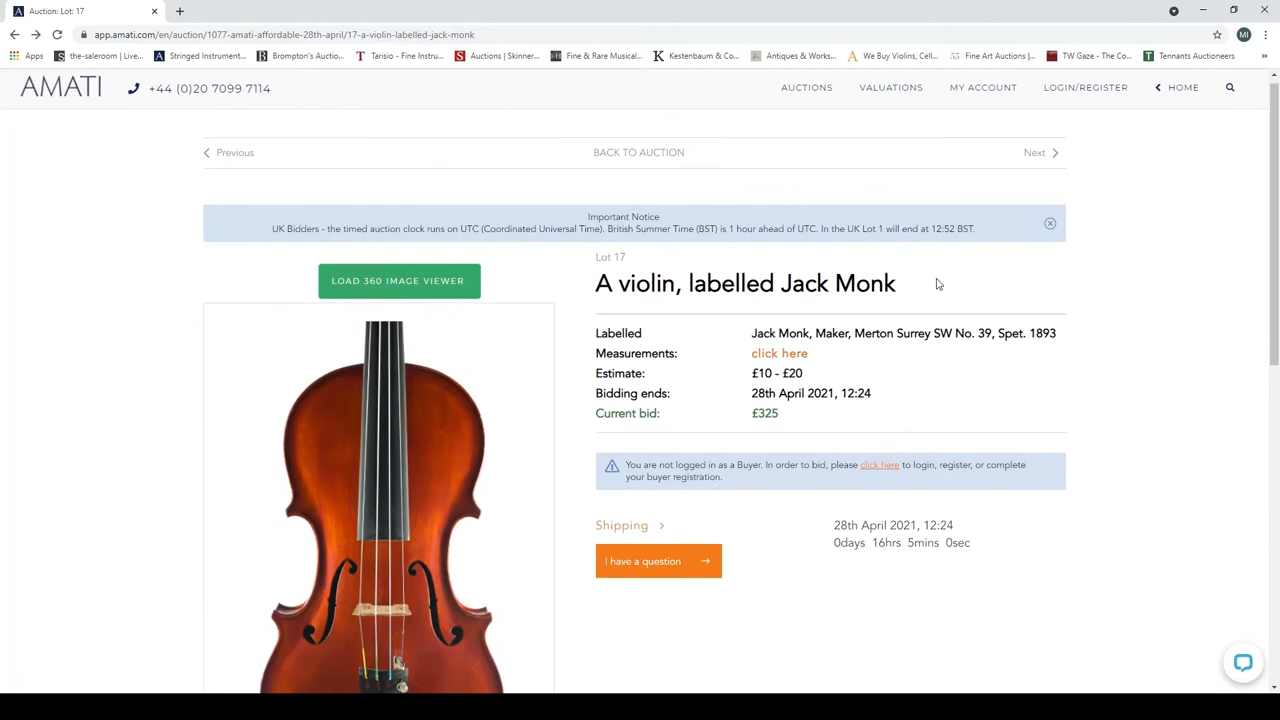 Auction: Lot: 17
app.amati.com/en/auction/1077-amati-affordable-28th-april/17-a-violin-labelled-jack-monk
MI
Apps
the-saleroom | Live...
Stringed Instrument...
Brompton's Auction...
Tarisio - Fine Instru...
Auctions | Skinner...
Fine & Rare Musical...
Kestenbaum & Co...
Antiques & Works...
We Buy Violins, Cell...
Fine Art Auctions |...
TW Gaze - The Co...
Tennants Auctioneers
»
AMATI
+44 (0)20 7099 7114
AUCTIONS
VALUATIONS
MY ACCOUNT
LOGIN/REGISTER
HOME
Previous
BACK TO AUCTION
Next
Important Notice
UK Bidders - the timed auction clock runs on UTC (Coordinated Universal Time). British Summer Time (BST) is 1 hour ahead of UTC. In the UK Lot 1 will end at 12:52 BST.
LOAD 360 IMAGE VIEWER
Lot 17
A violin, labelled Jack Monk
Labelled Jack Monk, Maker, Merton Surrey SW No. 39, Spet. 1893
Measurements: click here
Estimate: £10 - £20
Bidding ends: 28th April 2021, 12:24
Current bid: £325
You are not logged in as a Buyer. In order to bid, please click here to login, register, or complete
your buyer registration.
Shipping
28th April 2021, 12:24
0days 16hrs 5mins 0sec
I have a question